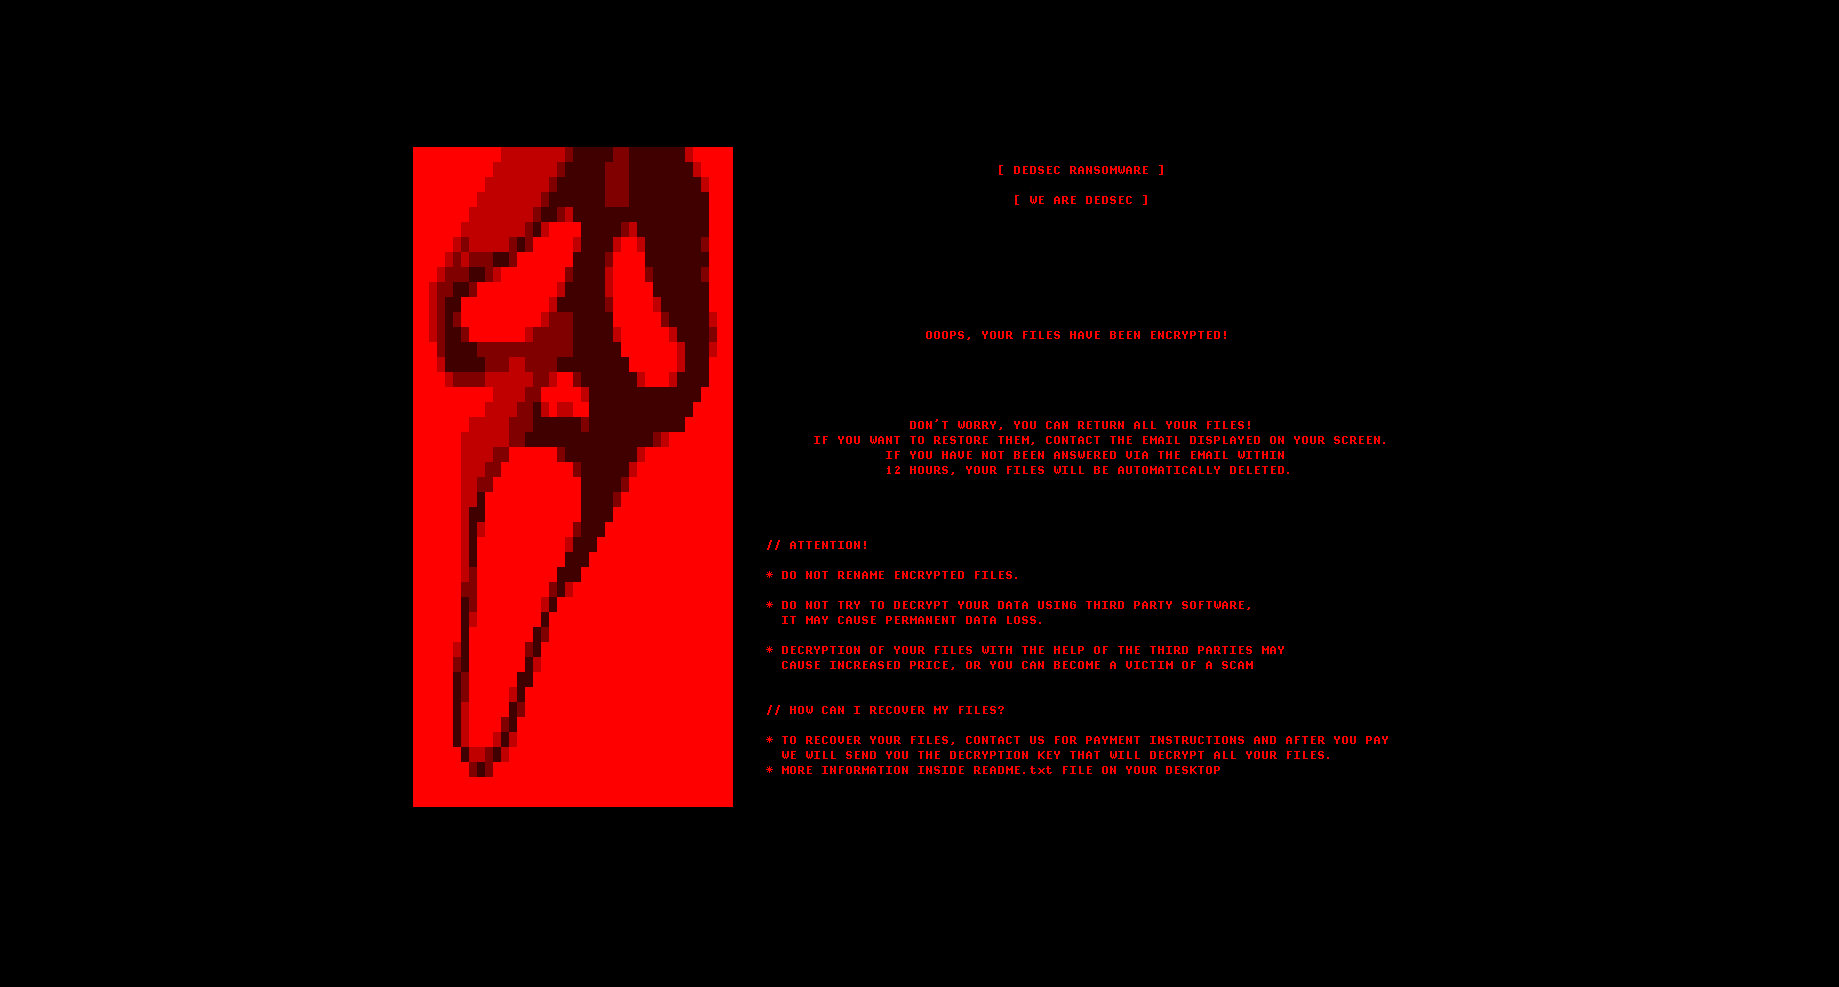 [ DEDSEC RANSOMWARE ]
[ WE ARE DEDSEC ]
OOOPS, YOUR FILES HAVE BEEN ENCRYPTED!
DON'T WORRY, YOU CAN RETURN ALL YOUR FILES!
IF YOU WANT TO RESTORE THEM, CONTACT THE EMAIL DISPLAYED ON YOUR SCREEN.
IF YOU HAVE NOT BEEN ANSWERED VIA THE EMAIL WITHIN
12 HOURS, YOUR FILES WILL BE AUTOMATICALLY DELETED.
// ATTENTION!
* DO NOT RENAME ENCRYPTED FILES.
* DO NOT TRY TO DECRYPT YOUR DATA USING THIRD PARTY SOFTWARE,
IT MAY CAUSE PERMANENT DATA LOSS.
* DECRYPTION OF YOUR FILES WITH THE HELP OF THE THIRD PARTIES MAY
CAUSE INCREASED PRICE, OR YOU CAN BECOME A VICTIM OF A SCAM
// HOW CAN I RECOVER MY FILES?
* TO RECOVER YOUR FILES, CONTACT US FOR PAYMENT INSTRUCTIONS AND AFTER YOU PAY
WE WILL SEND YOU THE DECRYPTION KEY THAT WILL DECRYPT ALL YOUR FILES.
* MORE INFORMATION INSIDE README.txt FILE ON YOUR DESKTOP